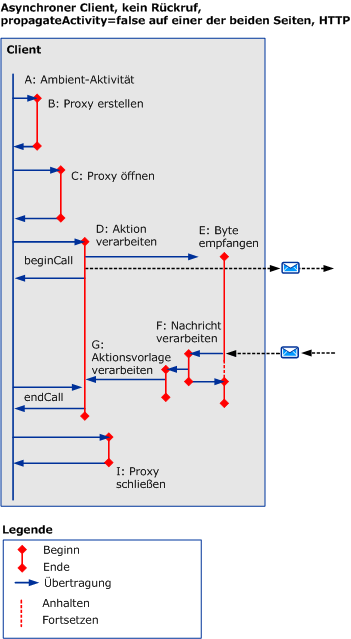 Asynchroner Client, kein Rückruf,
propagateActivity=false auf einer der beiden Seiten, HTTP
Client
A: Ambient-Aktivität
B: Proxy erstellen
C: Proxy öffnen
D: Aktion
verarbeiten
E: Byte
empfangen
beginCall
F: Nachricht
verarbeiten
G:
Aktionsvorlage
verarbeiten
endCall
I: Proxy
schließen
Legende
Beginn
Ende
Übertragung
Anhalten
Fortsetzen